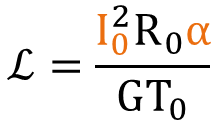 ℒ = I₀²R₀α / GT₀